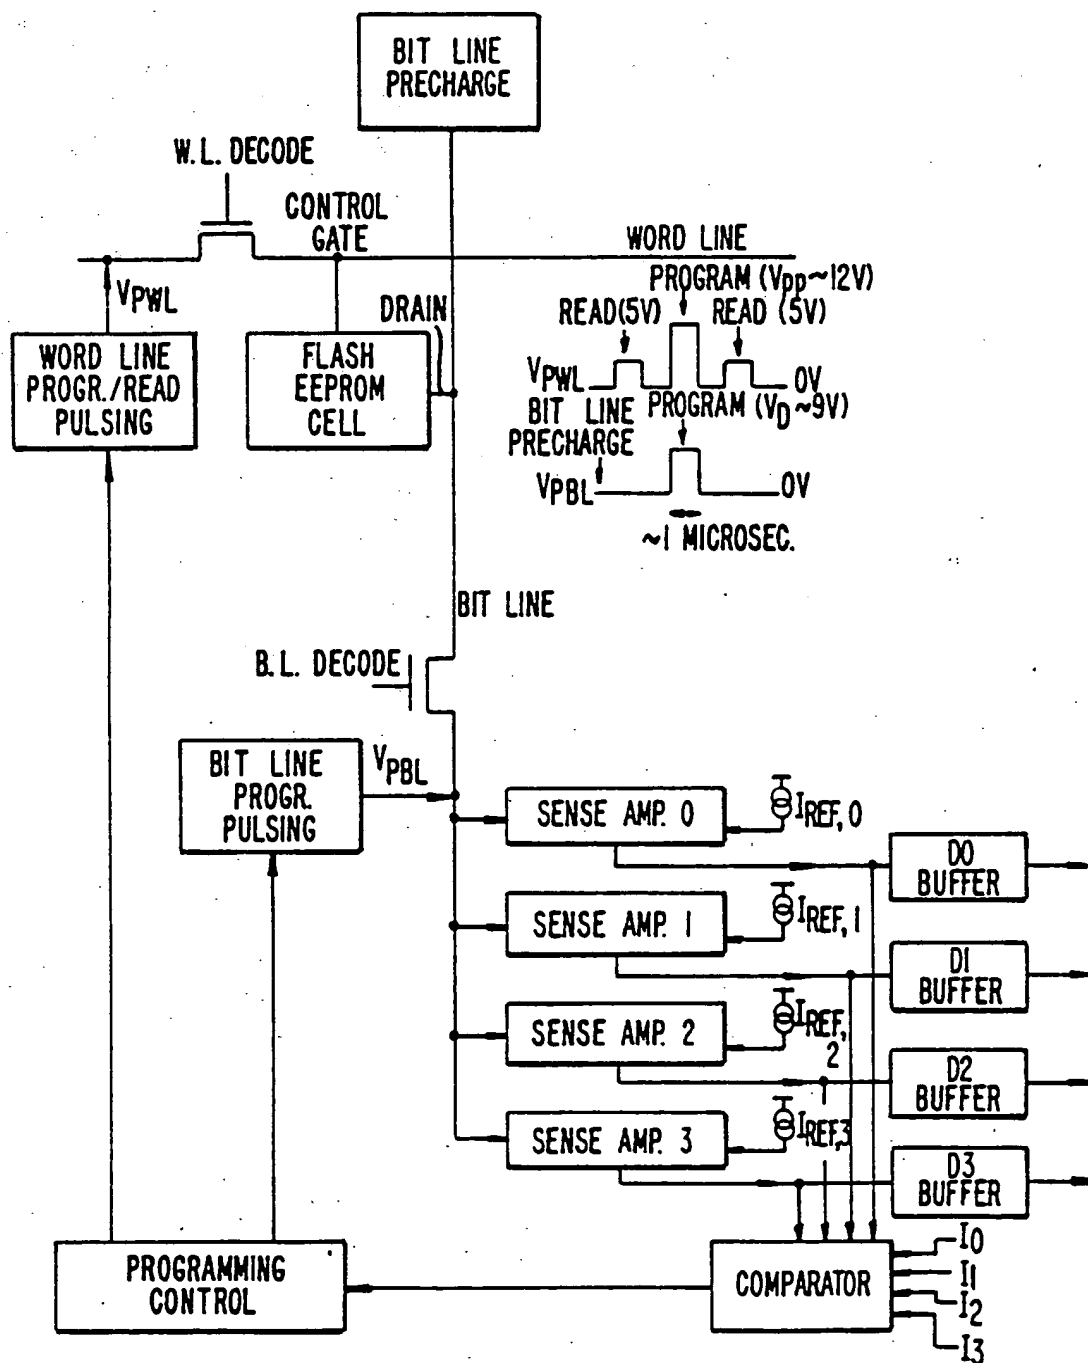 BIT LINE
PRECHARGE
W.L. DECODE
CONTROL
GATE
WORD LINE
PROGRAM (VPP~12V)
VPWL
DRAIN
READ(5V)
READ (5V)
WORD LINE
PROGR./READ
PULSING
FLASH
EEPROM
CELL
VPWL
0V
BIT LINE
PRECHARGE
PROGRAM (VD~9V)
VPBL
0V
~1 MICROSEC.
BIT LINE
B.L. DECODE
BIT LINE
PROGR.
PULSING
VPBL
SENSE AMP. 0
IREF, 0
D0
BUFFER
SENSE AMP. 1
IREF, 1
D1
BUFFER
SENSE AMP. 2
IREF, 2
D2
BUFFER
SENSE AMP. 3
IREF,3
D3
BUFFER
PROGRAMMING
CONTROL
COMPARATOR
I0
I1
I2
I3